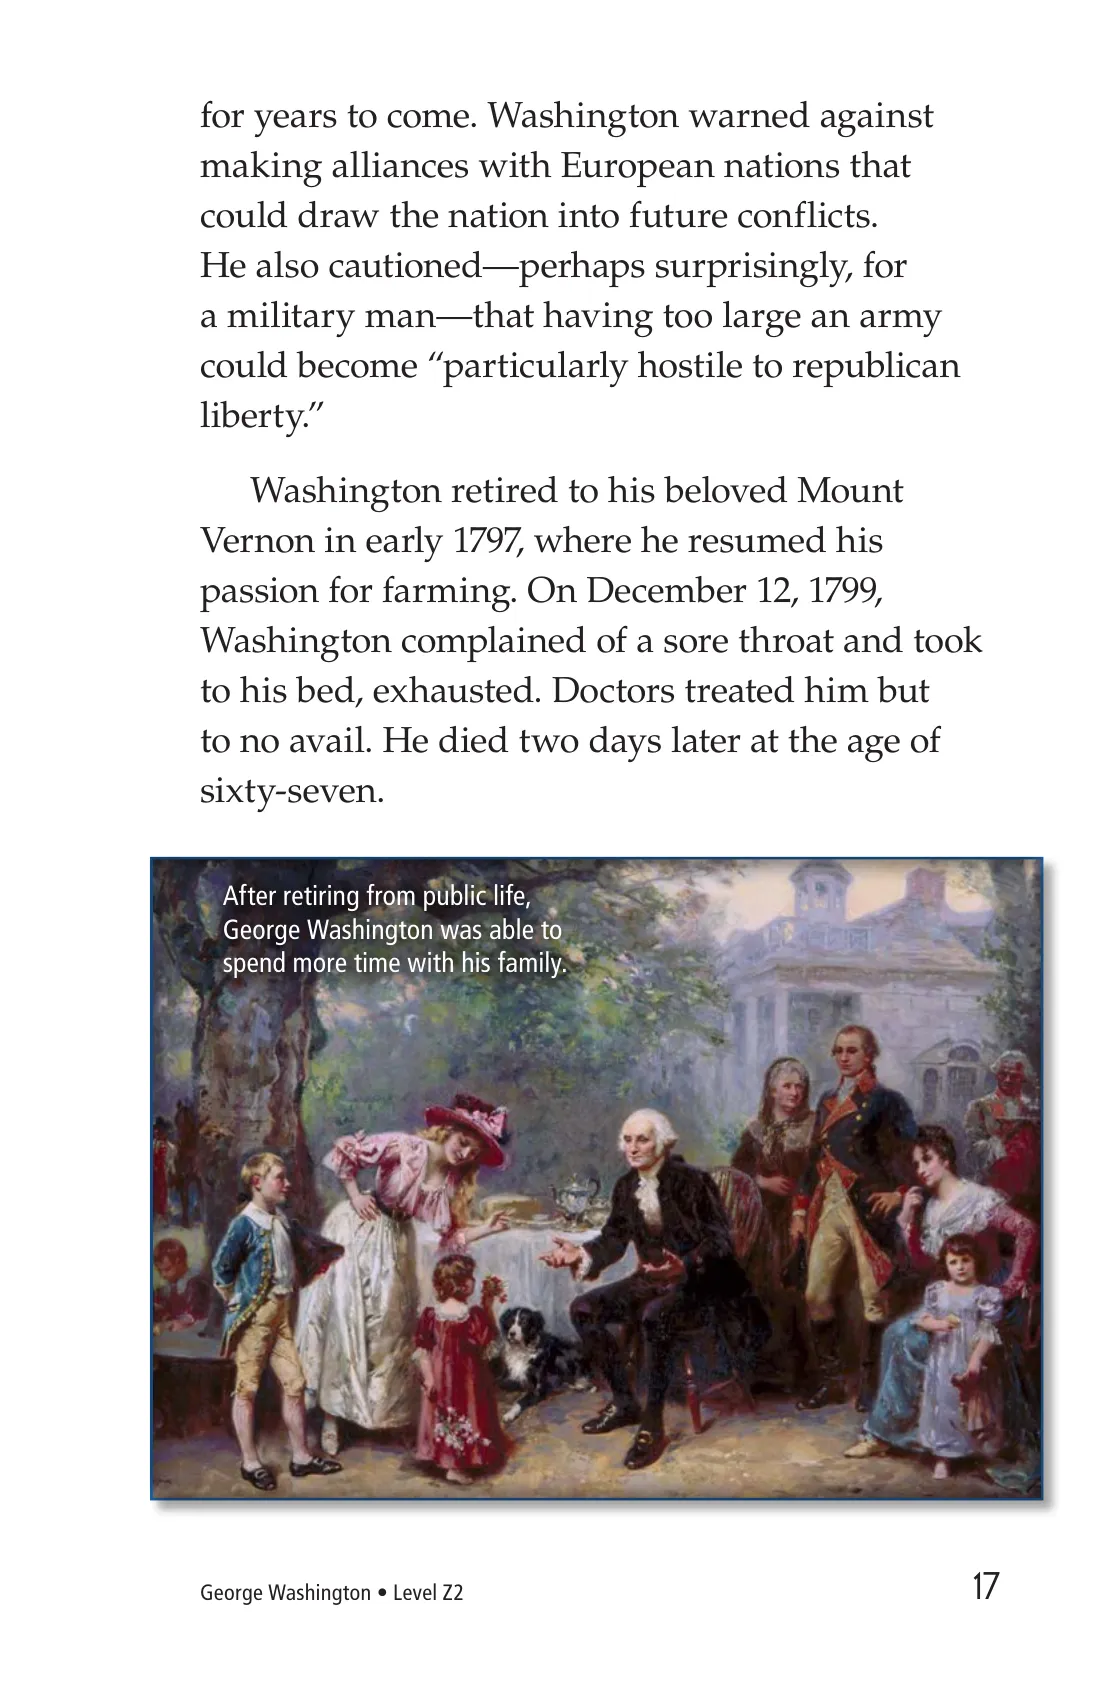 for years to come. Washington warned against
making alliances with European nations that
could draw the nation into future conflicts.
He also cautioned—perhaps surprisingly, for
a military man—that having too large an army
could become “particularly hostile to republican
liberty.”
Washington retired to his beloved Mount
Vernon in early 1797, where he resumed his
passion for farming. On December 12, 1799,
Washington complained of a sore throat and took
to his bed, exhausted. Doctors treated him but
to no avail. He died two days later at the age of
sixty-seven.
After retiring from public life,
George Washington was able to
spend more time with his family.
George Washington • Level Z2
17